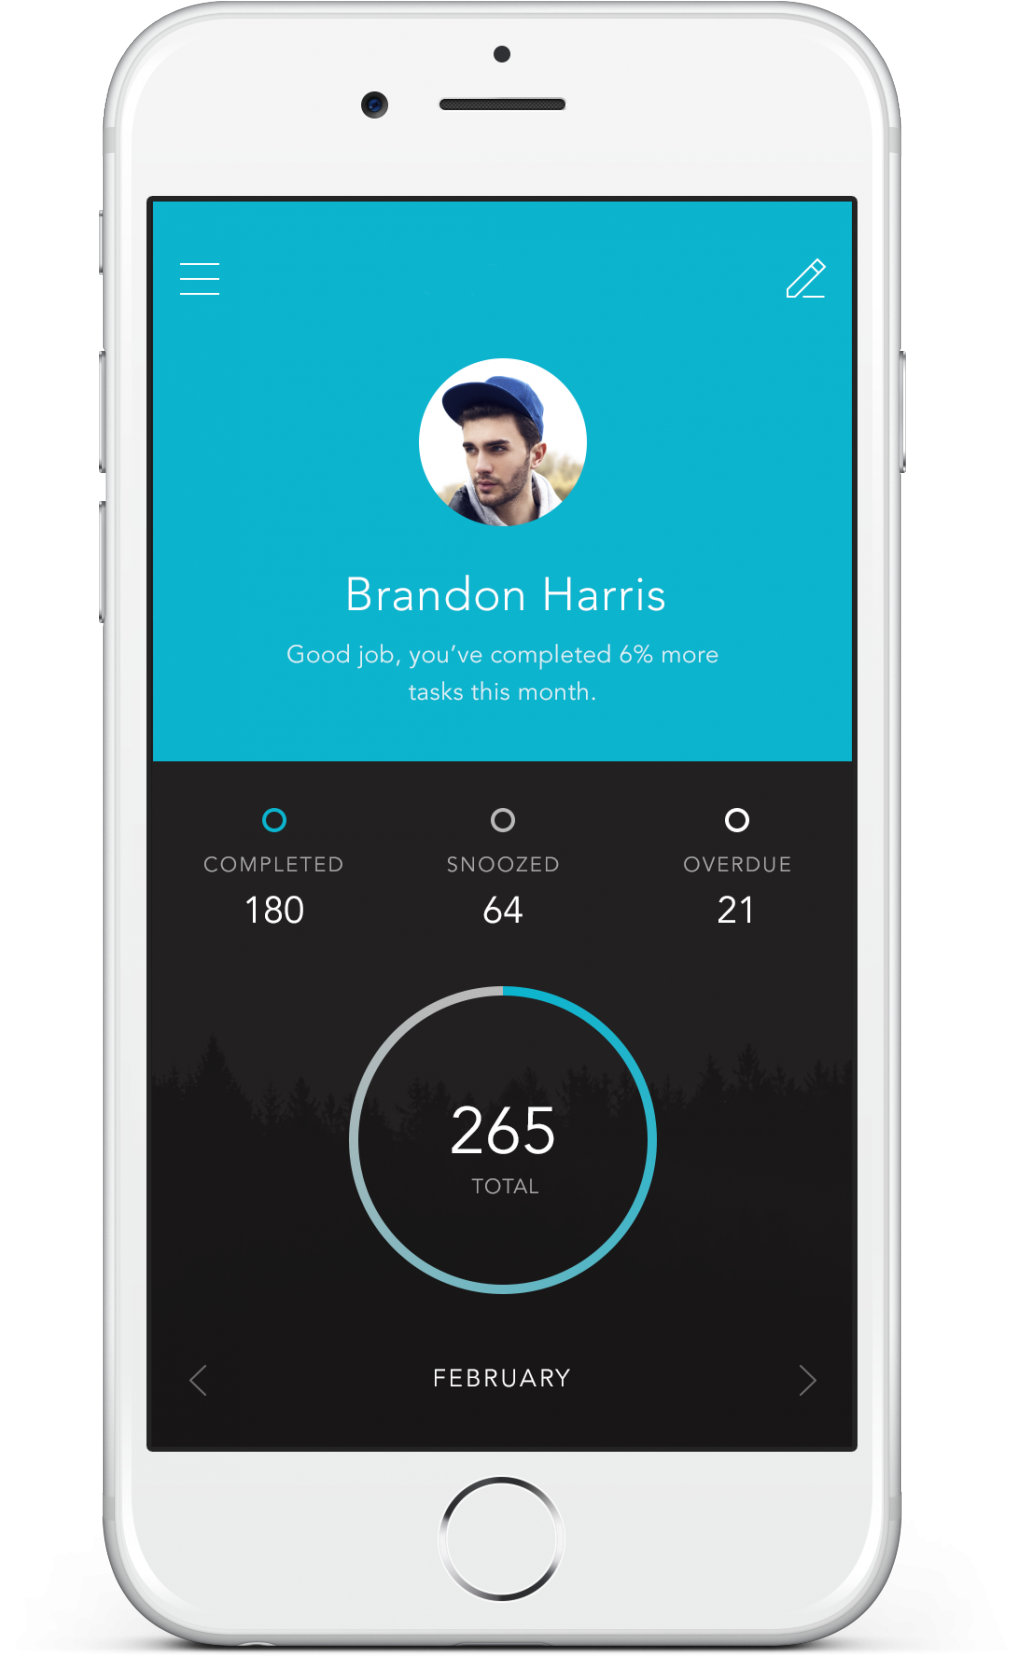 Brandon Harris
Good job, you’ve completed 6% more
tasks this month.
COMPLETED SNOOZED OVERDUE
180 64 21
265
TOTAL
FEBRUARY